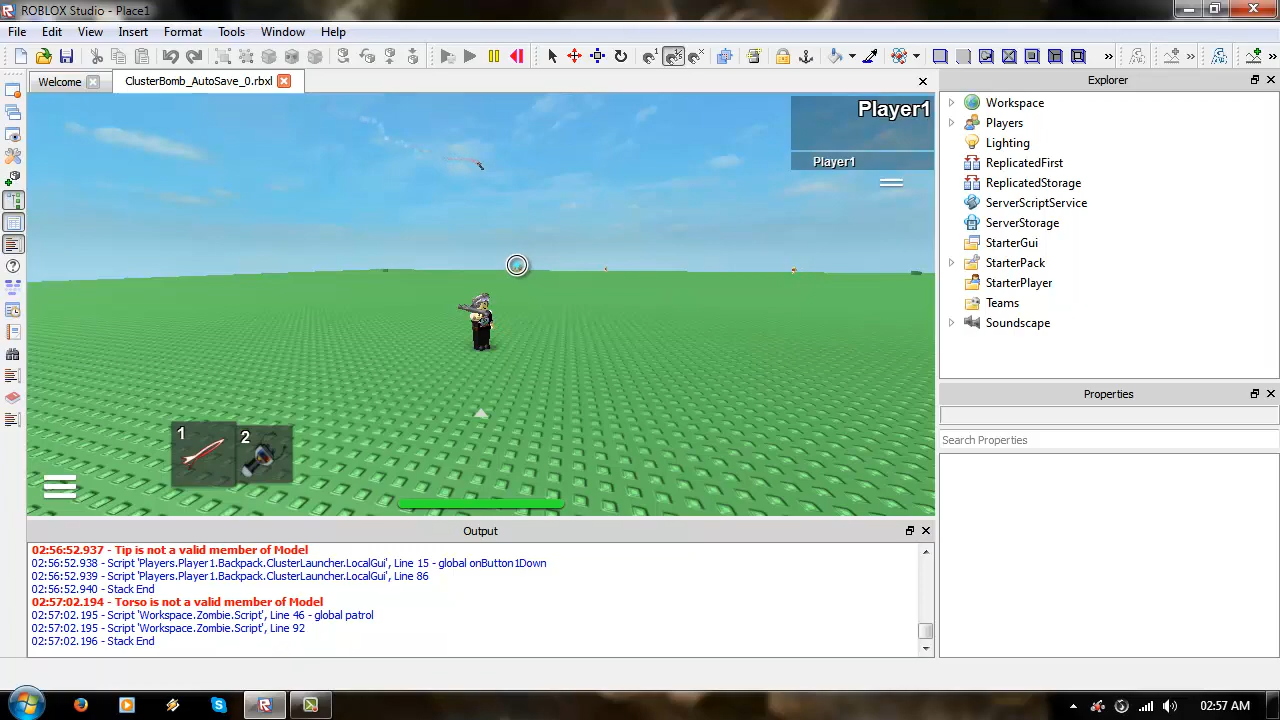 ROBLOX Studio - Place1
File Edit View Insert Format Tools Window Help
Welcome
ClusterBomb_AutoSave_0.rbxl
Player1
Player1
1
2
Explorer
Workspace
Players
Lighting
ReplicatedFirst
ReplicatedStorage
ServerScriptService
ServerStorage
StarterGui
StarterPack
StarterPlayer
Teams
Soundscape
Properties
Search Properties
Output
02:56:52.937 - Tip is not a valid member of Model
02:56:52.938 - Script 'Players.Player1.Backpack.ClusterLauncher.LocalGui', Line 15 - global onButton1Down
02:56:52.939 - Script 'Players.Player1.Backpack.ClusterLauncher.LocalGui', Line 86
02:56:52.940 - Stack End
02:57:02.194 - Torso is not a valid member of Model
02:57:02.195 - Script 'Workspace.Zombie.Script', Line 46 - global patrol
02:57:02.195 - Script 'Workspace.Zombie.Script', Line 92
02:57:02.196 - Stack End
02:57 AM